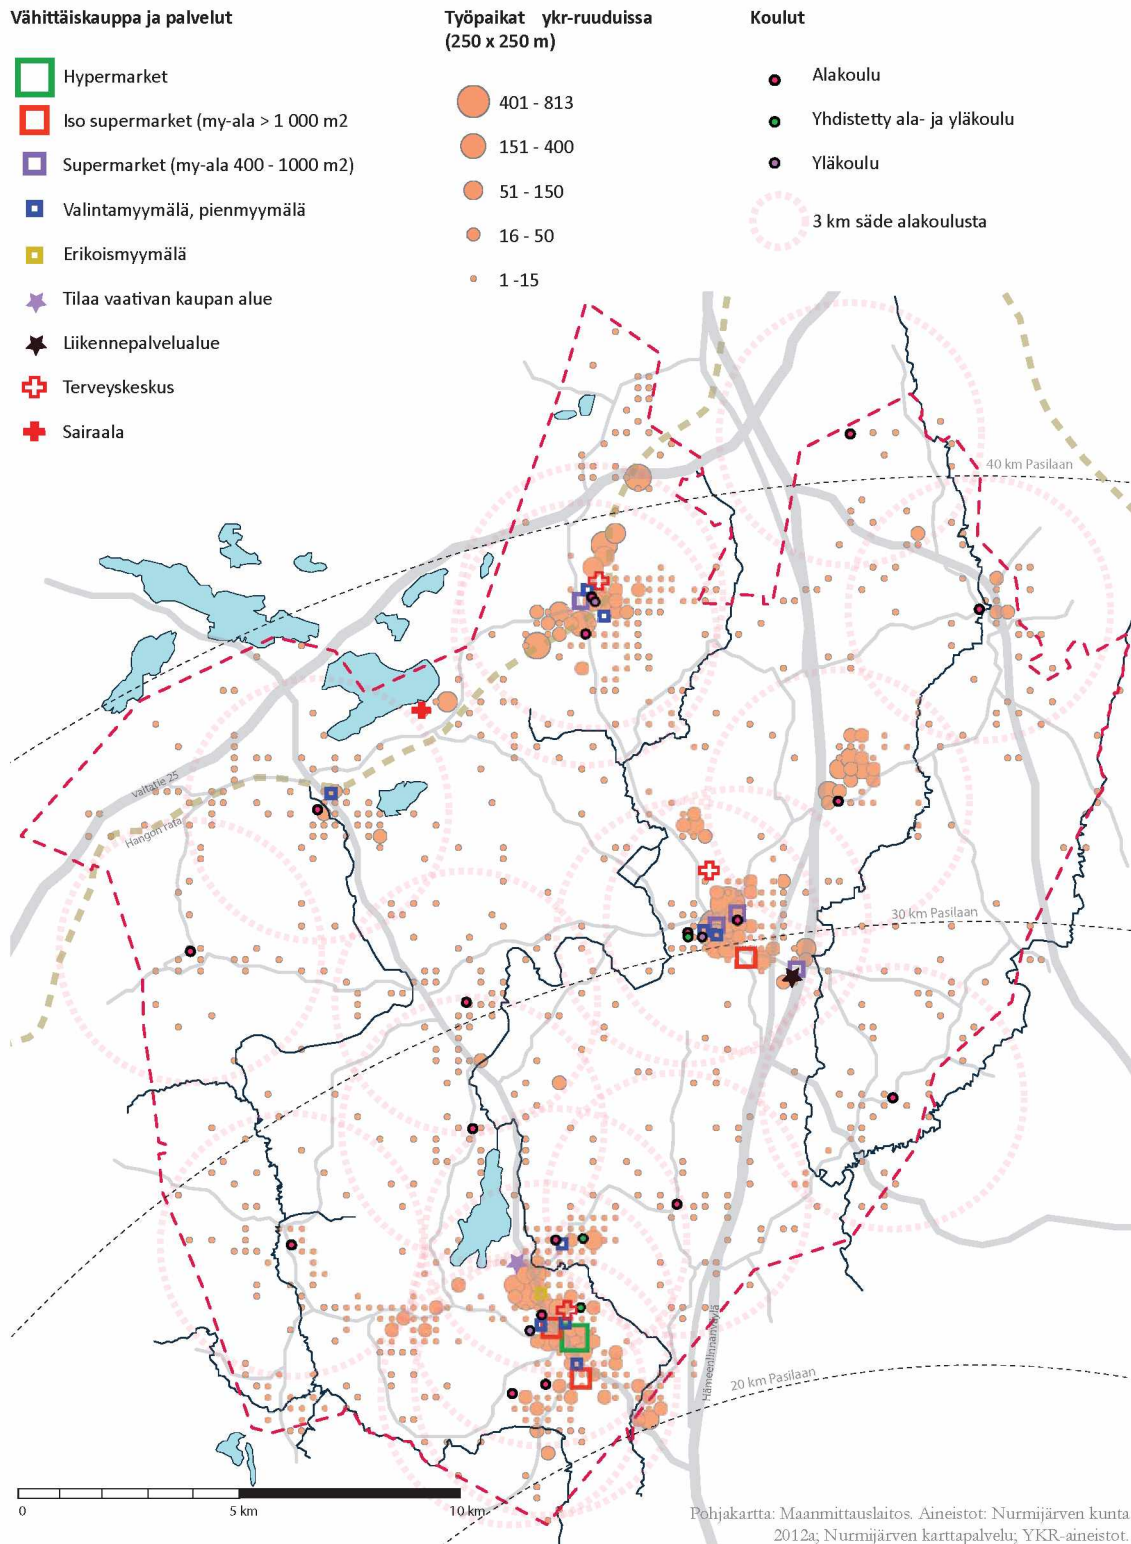 Vähittäiskauppa ja palvelut
Hypermarket
Iso supermarket (my-ala > 1 000 m2
Supermarket (my-ala 400 - 1000 m2)
Valintamyymälä, pienmyymälä
Erikoismyymälä
Tilaa vaativan kaupan alue
Liikennepalvelualue
Terveyskeskus
Sairaala
Työpaikat ykr-ruuduissa
(250 x 250 m)
401 - 813
151 - 400
51 - 150
16 - 50
1 -15
Koulut
Alakoulu
Yhdistetty ala- ja yläkoulu
Yläkoulu
3 km säde alakoulusta
40 km Pasilaan
Valtatie 25
Hangon rata
30 km Pasilaan
Hämeenlinnanväylä
20 km Pasilaan
0 5 km 10 km
Pohjakartta: Maanmittauslaitos. Aineistot: Nurmijärven kunta
2012a; Nurmijärven karttapalvelu; YKR-aineistot.